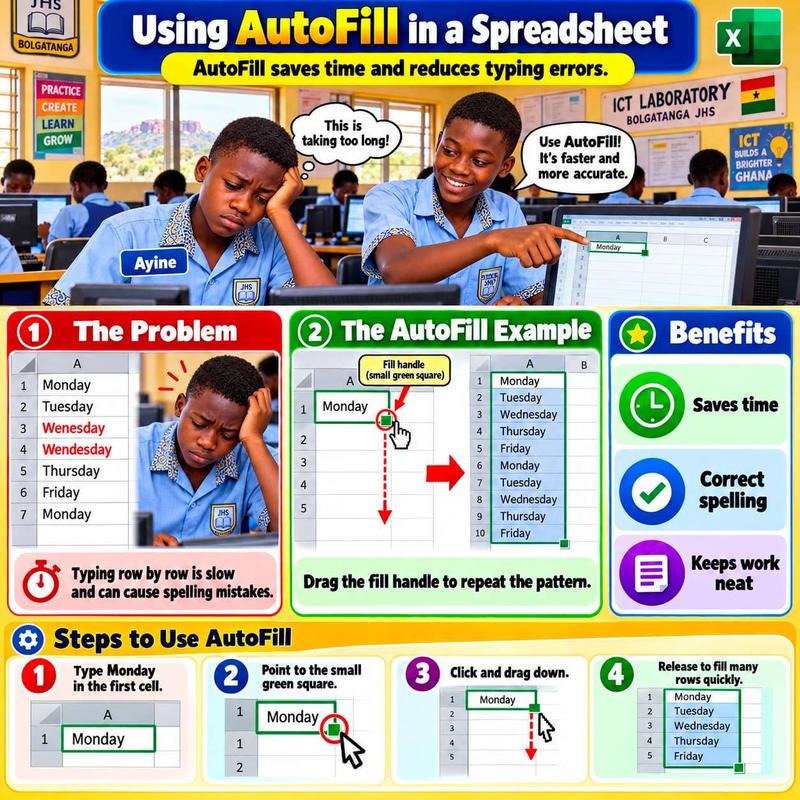 JHS
BOLGATANGA
Using AutoFill in a Spreadsheet
AutoFill saves time and reduces typing errors.
X
PRACTICE
CREATE
LEARN
GROW
This is
taking too long!
Use AutoFill!
It's faster and
more accurate.
ICT LABORATORY
BOLGATANGA JHS
ICT
BUILDS A
BRIGHTER
GHANA
Ayine
JHS
A B C
1 Monday
1 The Problem
A
1 Monday
2 Tuesday
3 Wenesday
4 Wendesday
5 Thursday
6 Friday
7 Monday
JHS
Typing row by row is slow
and can cause spelling mistakes.
2 The AutoFill Example
Fill handle
(small green square)
A
1 Monday
2
3
4
5
A B
1 Monday
2 Tuesday
3 Wednesday
4 Thursday
5 Friday
6 Monday
7 Tuesday
8 Wednesday
9 Thursday
10 Friday
Drag the fill handle to repeat the pattern.
Benefits
Saves time
Correct
spelling
Keeps work
neat
Steps to Use AutoFill
1 Type Monday
in the first cell.
A
1 Monday
2 Point to the small
green square.
1 Monday
1
2
3 Click and drag down.
1 Monday
2
3
4
5
4 Release to fill many
rows quickly.
1 Monday
2 Tuesday
3 Wednesday
4 Thursday
5 Friday